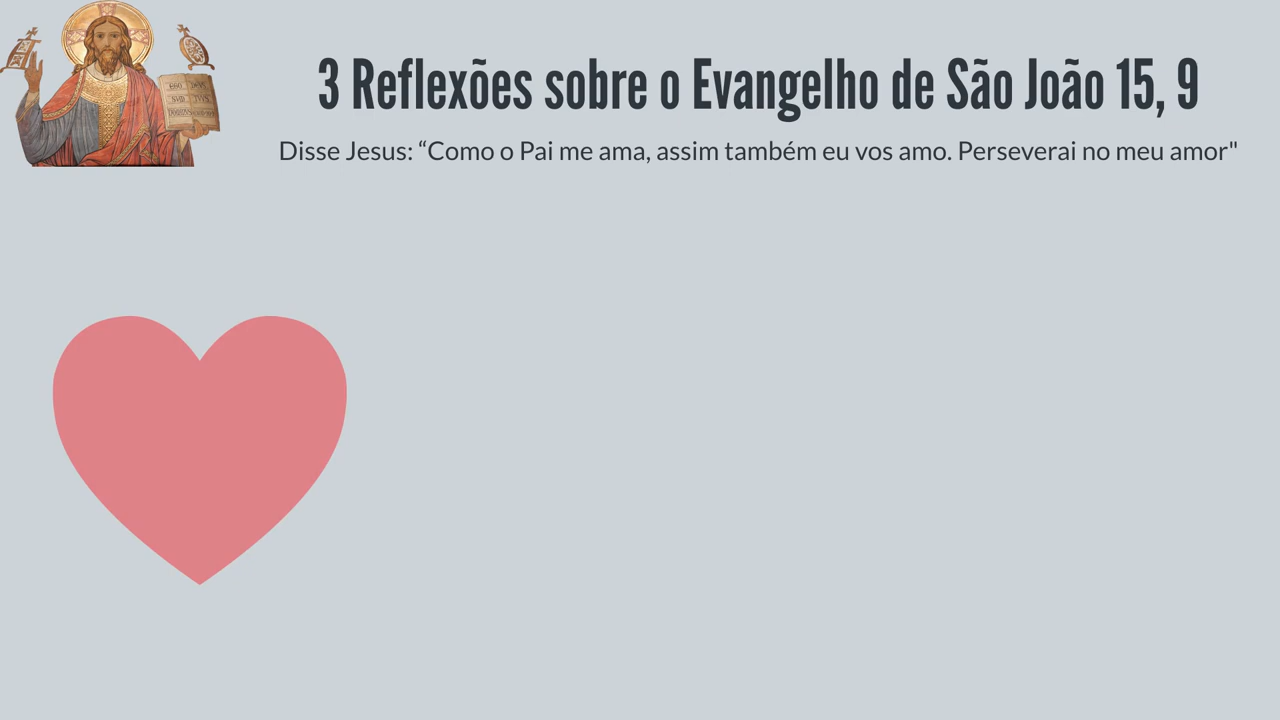 3 Reflexões sobre o Evangelho de São João 15, 9
Disse Jesus: “Como o Pai me ama, assim também eu vos amo. Perseverai no meu amor"